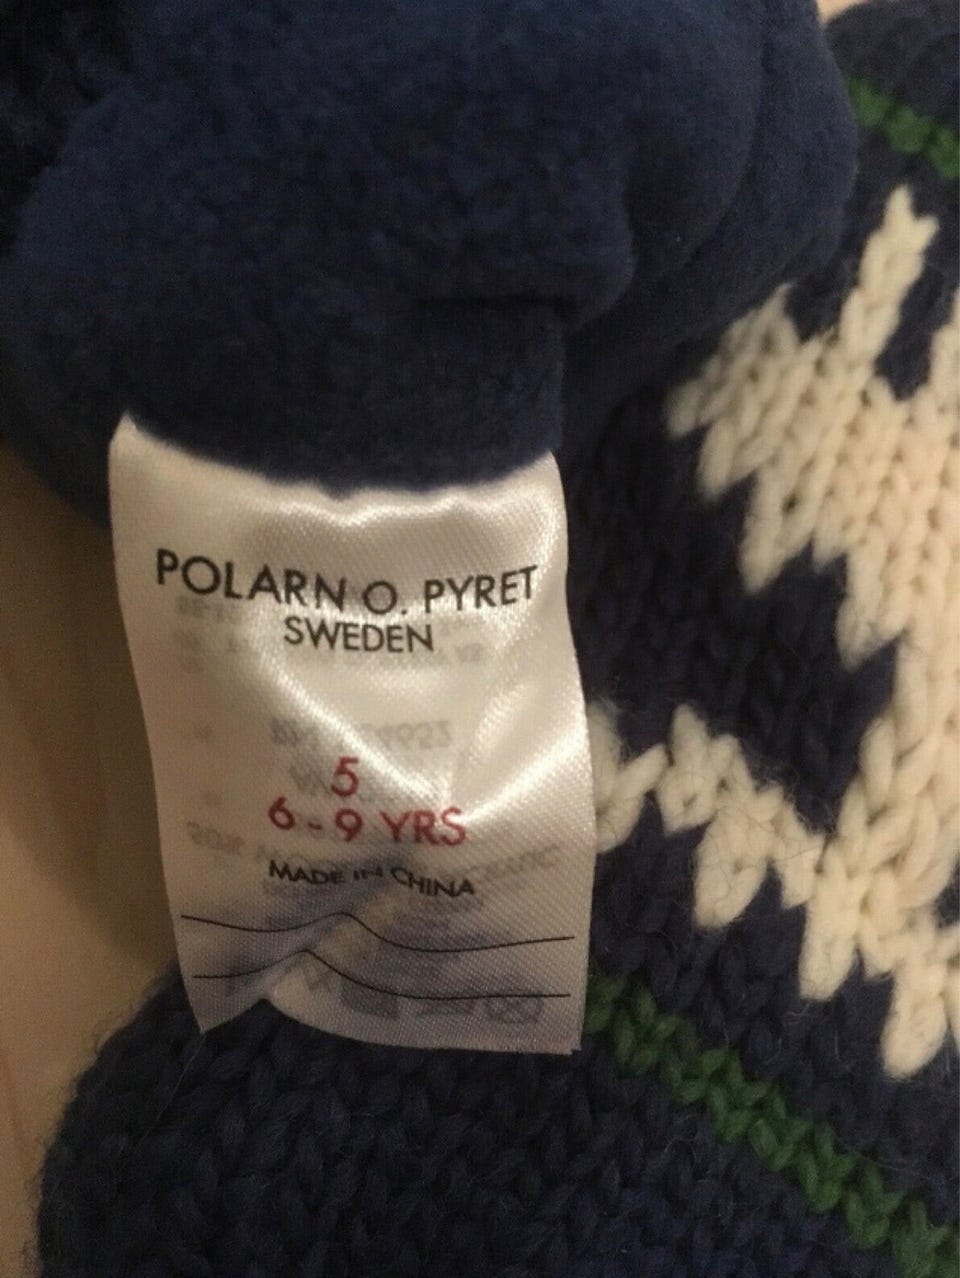 POLARN O. PYRET
SWEDEN
5
6-9 YRS
MADE IN CHINA